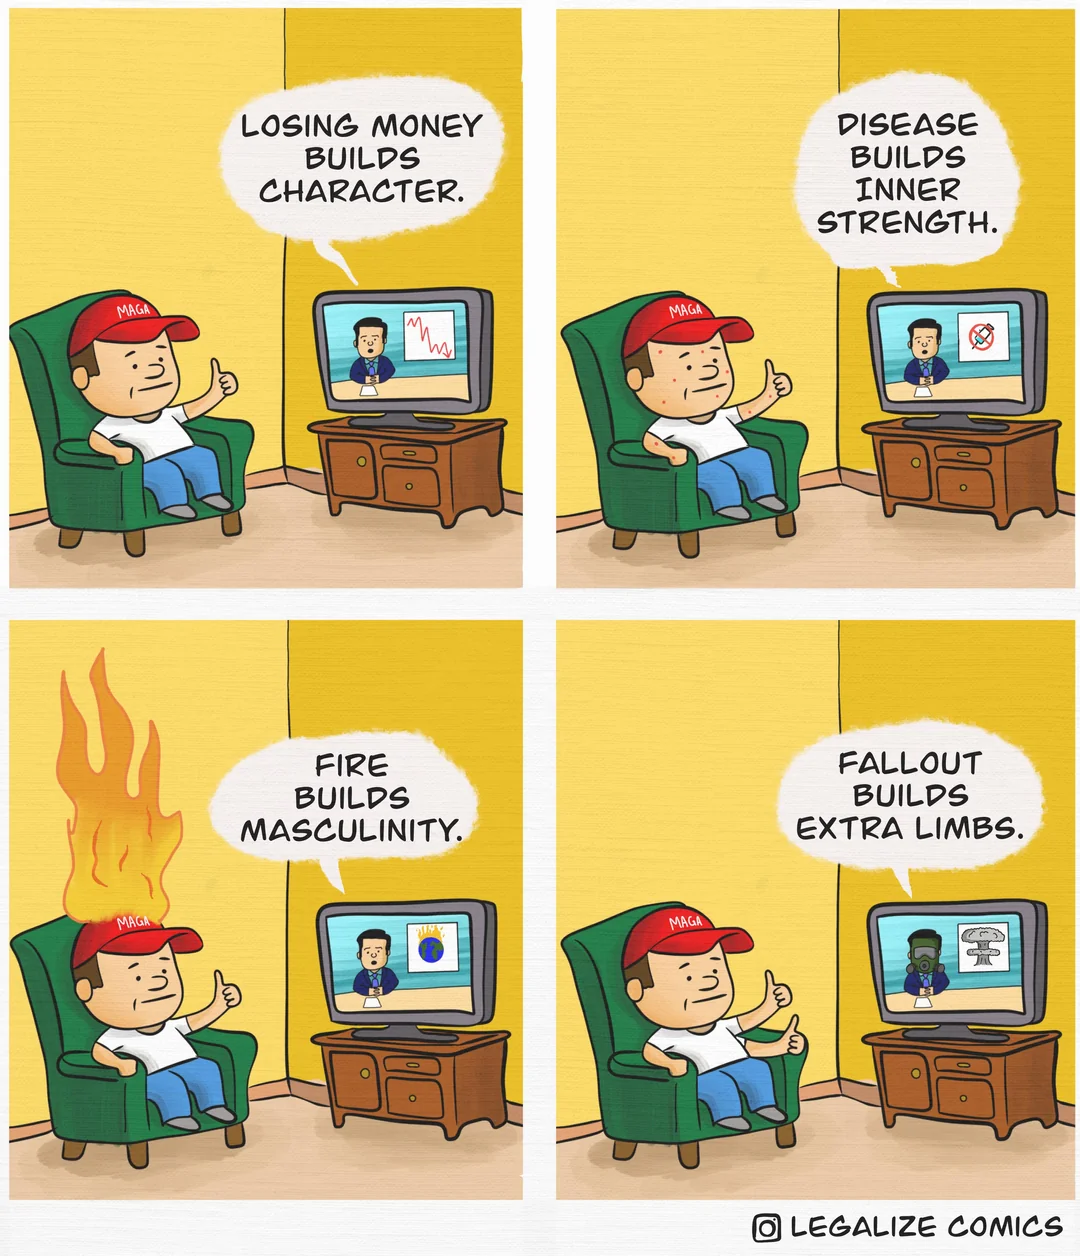 LOSING MONEY
BUILDS
CHARACTER.
MAGA
DISEASE
BUILDS
INNER
STRENGTH.
MAGA
FIRE
BUILDS
MASCULINITY.
MAGA
FALLOUT
BUILDS
EXTRA LIMBS.
MAGA
LEGALIZE COMICS